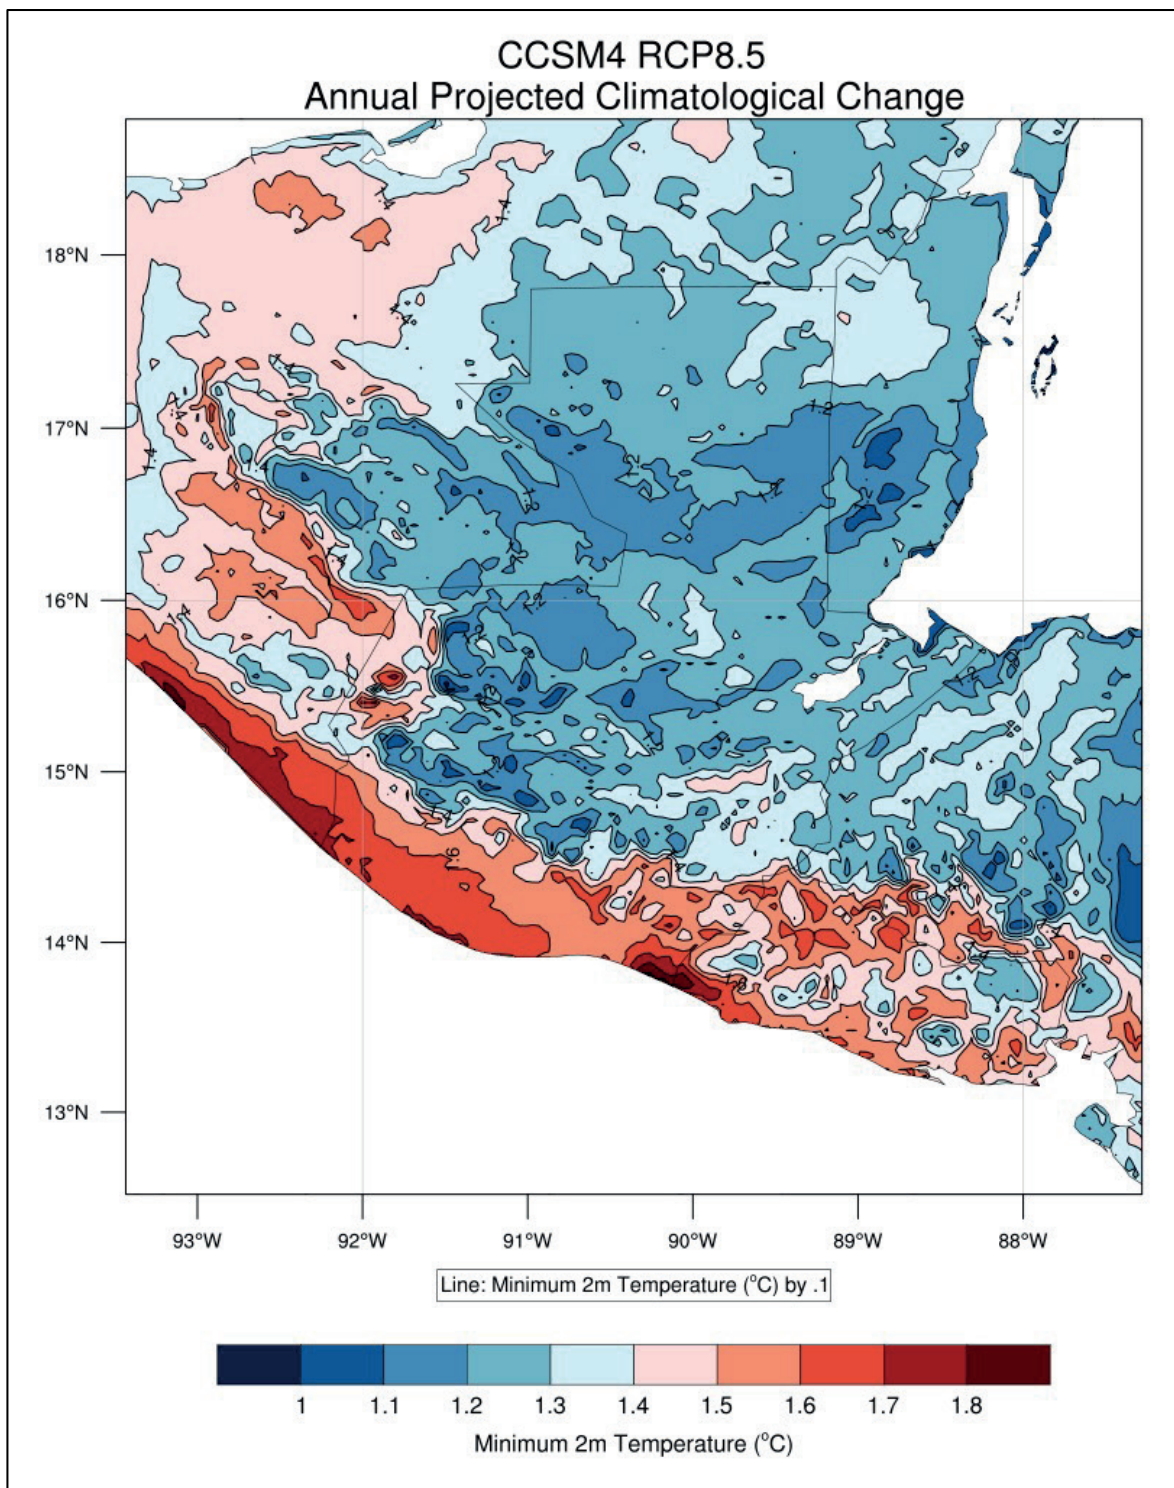 CCSM4 RCP8.5
Annual Projected Climatological Change
18°N
17°N
16°N
15°N
14°N
13°N
93°W 92°W 91°W 90°W 89°W 88°W
Line: Minimum 2m Temperature (°C) by .1
1 1.1 1.2 1.3 1.4 1.5 1.6 1.7 1.8
Minimum 2m Temperature (°C)